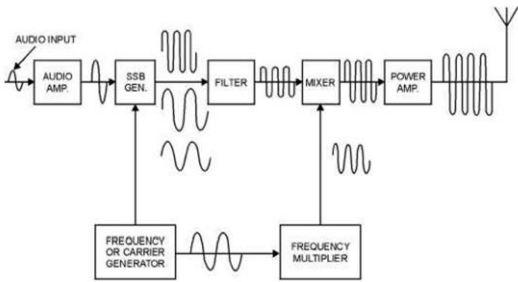 AUDIO INPUT
AUDIO
AMP.
SSB
GEN.
FILTER
MIXER
POWER
AMP.
FREQUENCY
OR CARRIER
GENERATOR
FREQUENCY
MULTIPLIER